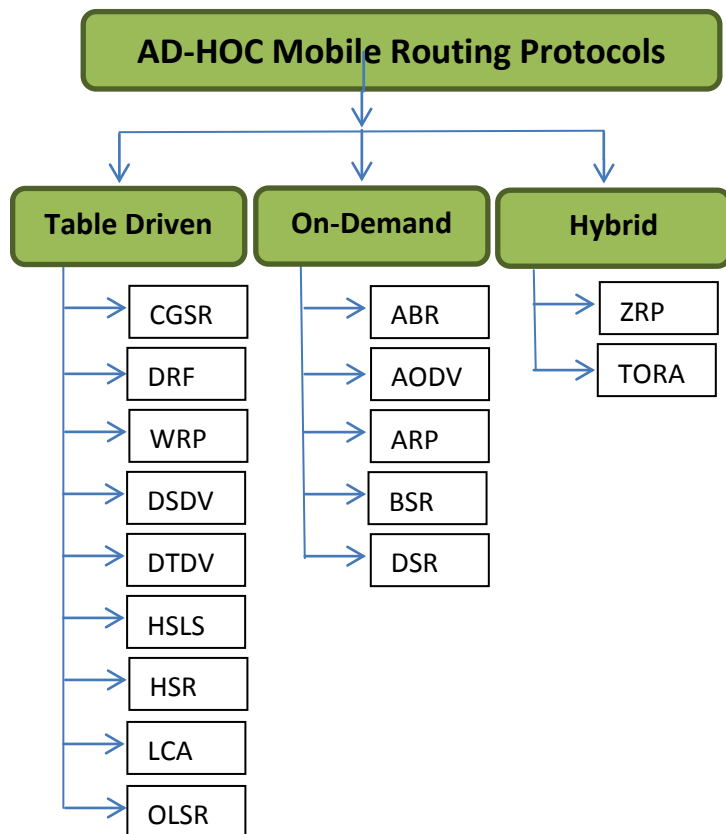 AD-HOC Mobile Routing Protocols
Table Driven
On-Demand
Hybrid
CGSR
DRF
WRP
DSDV
DTDV
HSLS
HSR
LCA
OLSR
ABR
AODV
ARP
BSR
DSR
ZRP
TORA